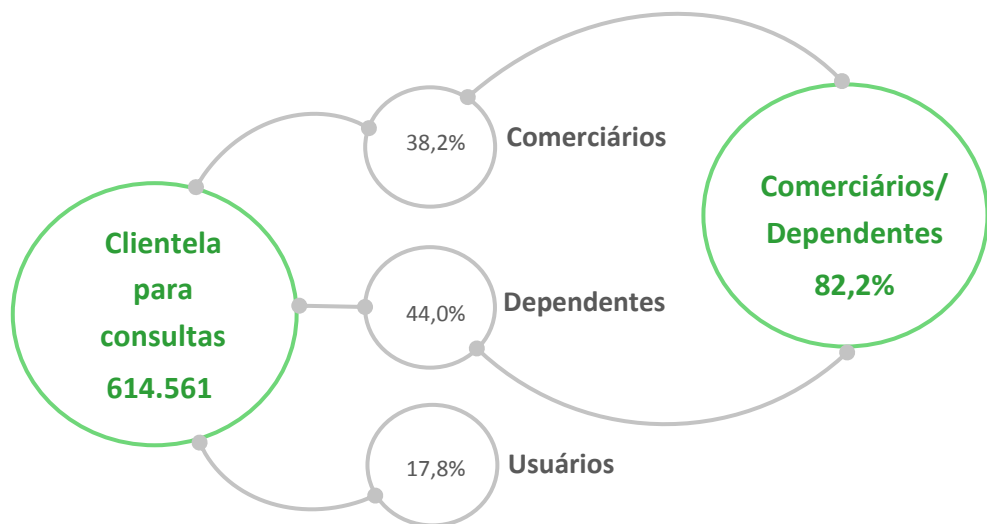 Clientela
para
consultas
614.561
38,2%
Comerciários
44,0%
Dependentes
17,8%
Usuários
Comerciários/
Dependentes
82,2%